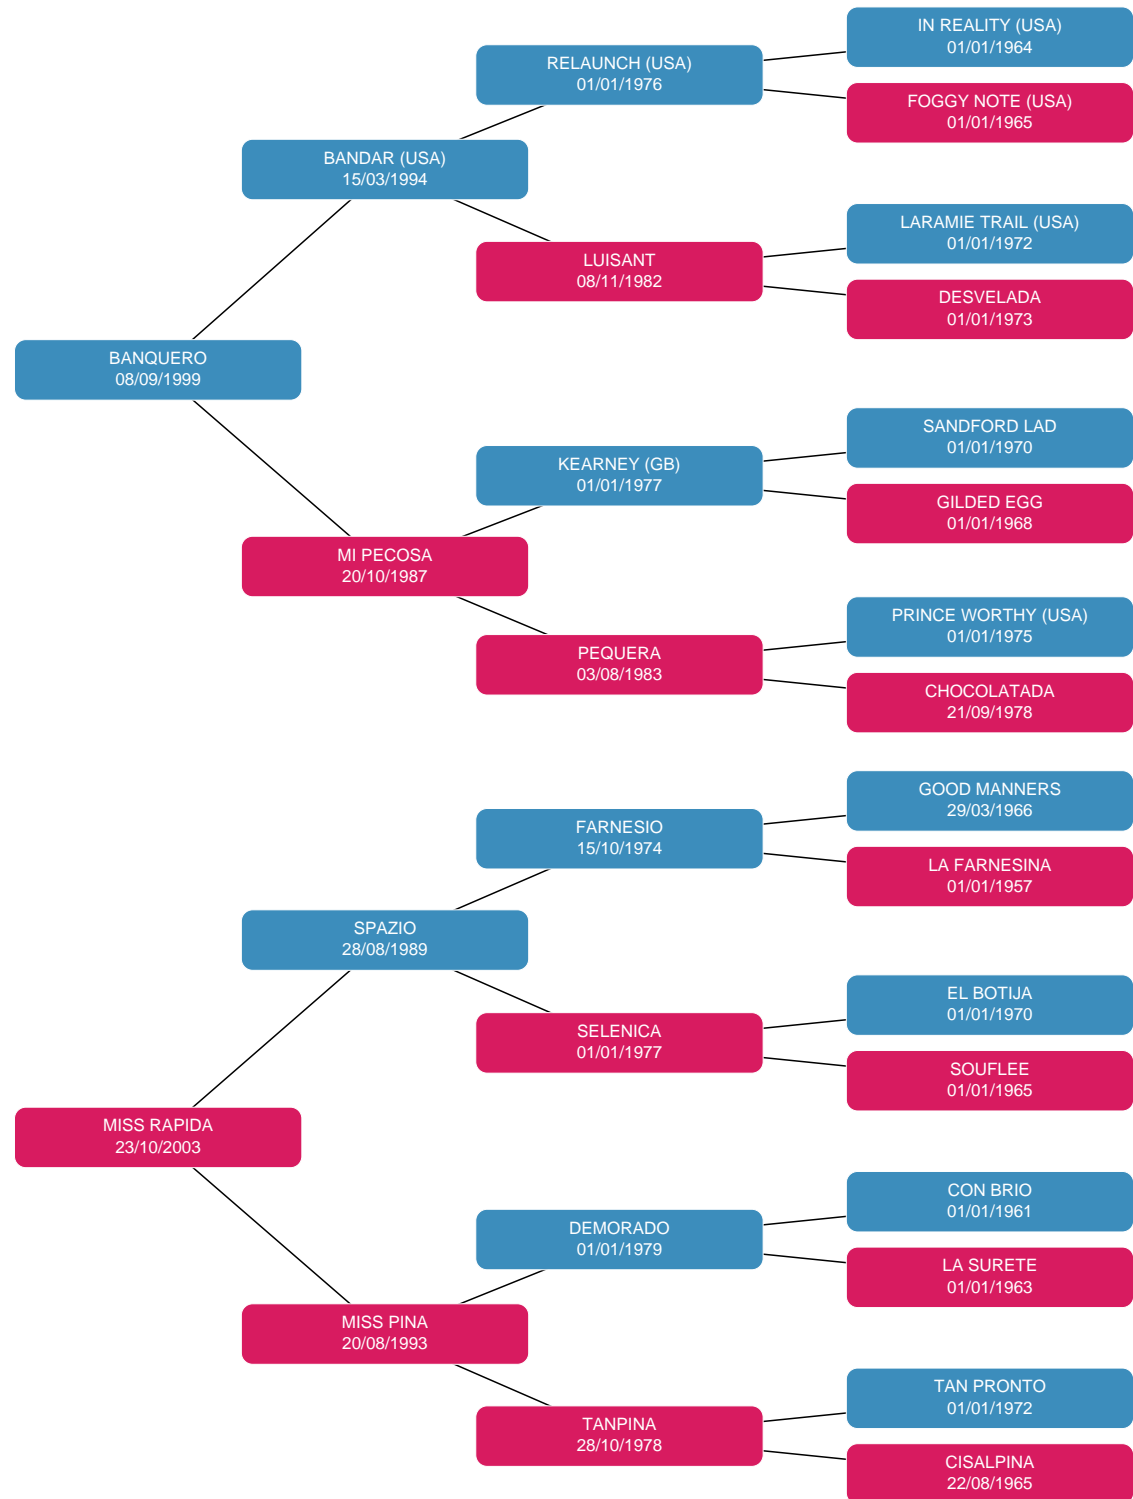 IN REALITY (USA)
01/01/1964
RELAUNCH (USA)
01/01/1976
FOGGY NOTE (USA)
01/01/1965
BANDAR (USA)
15/03/1994
LARAMIE TRAIL (USA)
01/01/1972
LUISANT
08/11/1982
DESVELADA
01/01/1973
BANQUERO
08/09/1999
SANDFORD LAD
01/01/1970
KEARNEY (GB)
01/01/1977
GILDED EGG
01/01/1968
MI PECOSA
20/10/1987
PRINCE WORTHY (USA)
01/01/1975
PEQUERA
03/08/1983
CHOCOLATADA
21/09/1978
GOOD MANNERS
29/03/1966
FARNESIO
15/10/1974
LA FARNESINA
01/01/1957
SPAZIO
28/08/1989
EL BOTIJA
01/01/1970
SELENICA
01/01/1977
SOUFLEE
01/01/1965
MISS RAPIDA
23/10/2003
CON BRIO
01/01/1961
DEMORADO
01/01/1979
LA SURETE
01/01/1963
MISS PINA
20/08/1993
TAN PRONTO
01/01/1972
TANPINA
28/10/1978
CISALPINA
22/08/1965